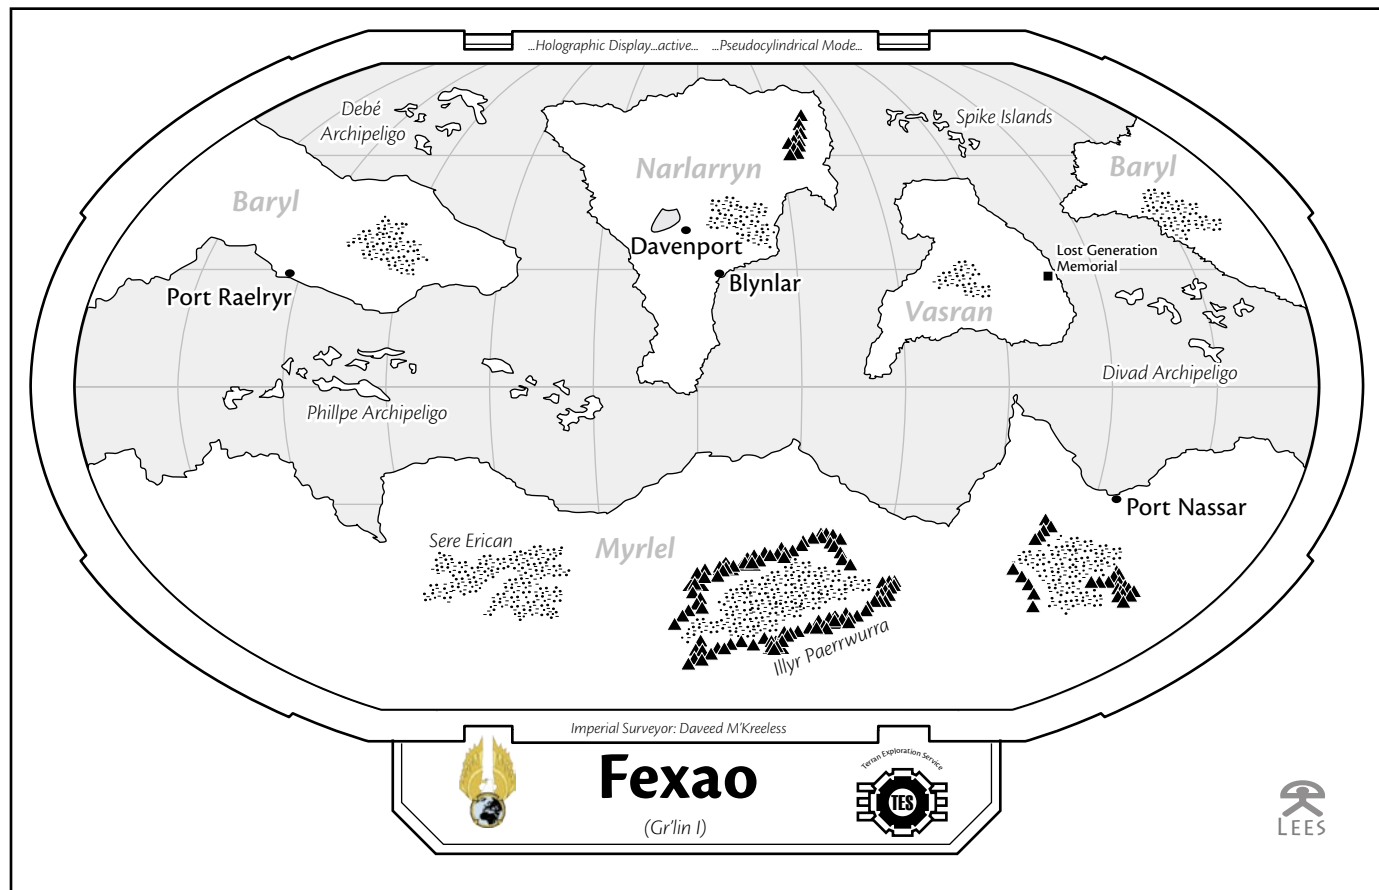 ...Holographic Display...active... ...Pseudocylindrical Mode...
Debé
Archipeligo
Spike Islands
Narlarryn
Baryl
Baryl
Davenport
Lost Generation
Memorial
Port Raelryr
Blynlar
Vasran
Divad Archipeligo
Phillpe Archipeligo
Port Nassar
Sere Erican
Myrlel
Illyr Paerrwurra
Imperial Surveyor: Daveed M'Kreeless
Fexao
(Gr'lin I)
Terran Exploration Service
TES
LEES